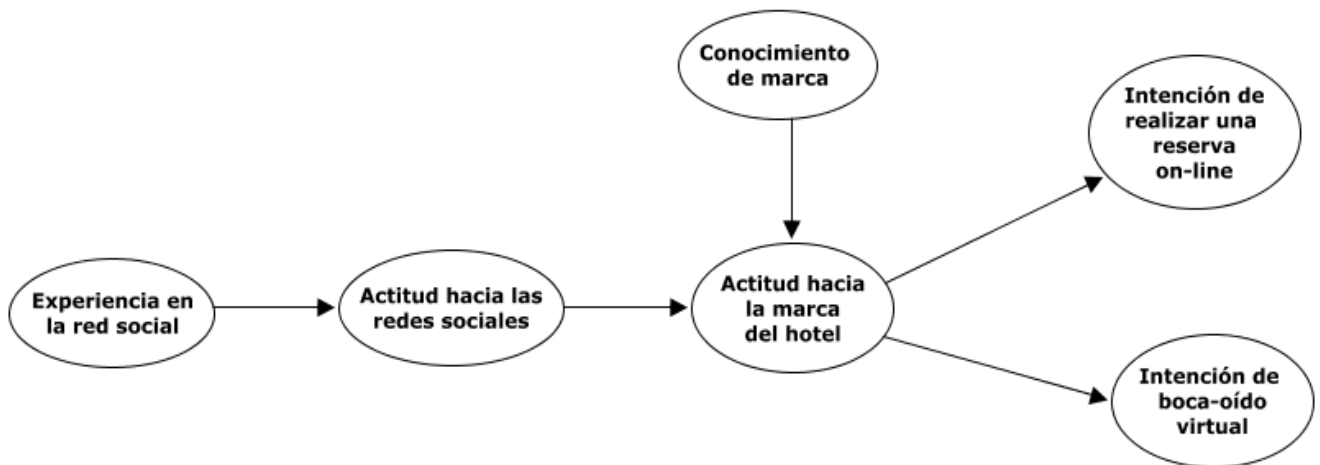 Conocimiento
de marca
Intención de
realizar una
reserva
on-line
Experiencia en
la red social
Actitud hacia las
redes sociales
Actitud hacia
la marca
del hotel
Intención de
boca-oído
virtual